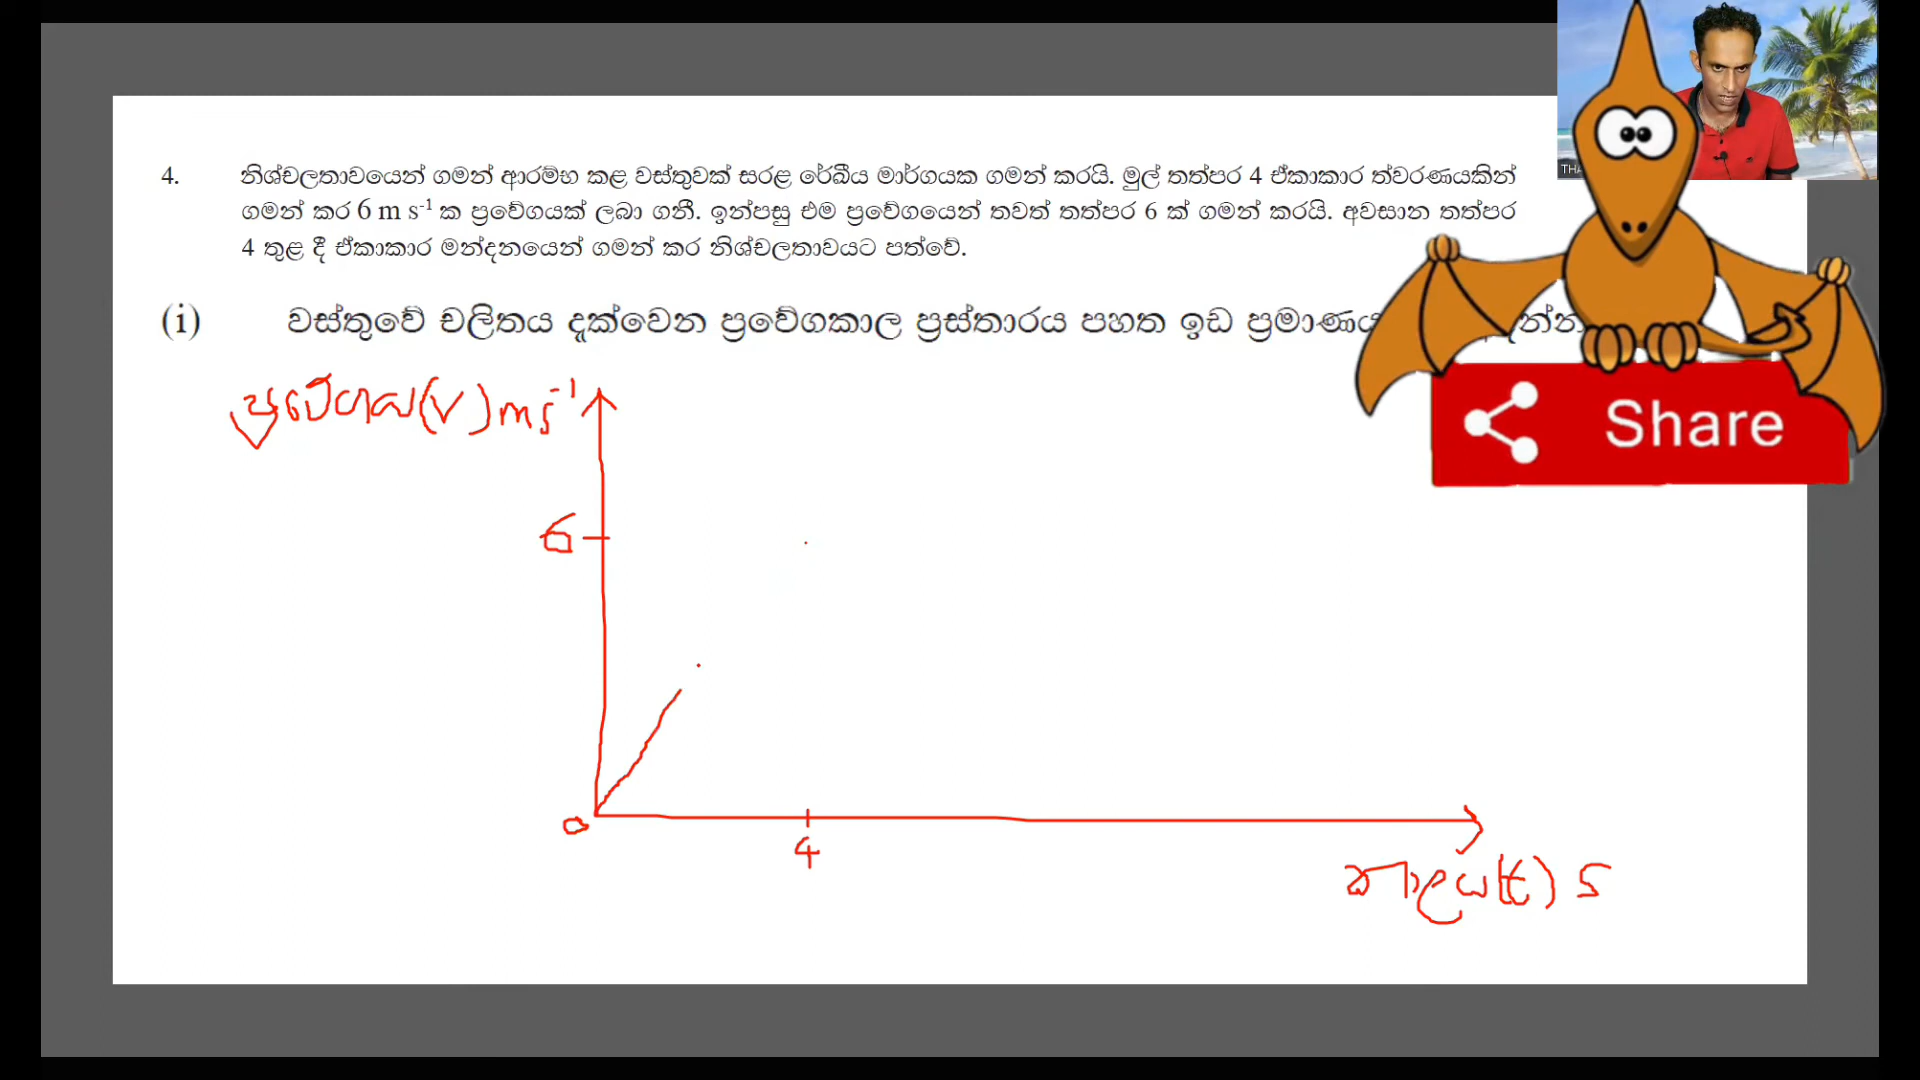 4. නිශ්චලතාවයෙන් ගමන් ආරම්භ කළ වස්තුවක් සරළ රේඛීය මාර්ගයක ගමන් කරයි. මුල් තත්පර 4 ඒකාකාර ත්වරණයකින්
ගමන් කර 6 m s⁻¹ ක ප්‍රවේගයක් ලබා ගනී. ඉන්පසු එම ප්‍රවේගයෙන් තවත් තත්පර 6 ක් ගමන් කරයි. අවසාන තත්පර
4 තුළ දී ඒකාකාර මන්දනයෙන් ගමන් කර නිශ්චලතාවයට පත්වේ.
(i) වස්තුවේ චලිතය දැක්වෙන ප්‍රවේගකාල ප්‍රස්තාරය පහත ඉඩ ප්‍රමාණය
ප්‍රවේගය(v) ms⁻¹
Share
6
0
4
කාලය(t) s